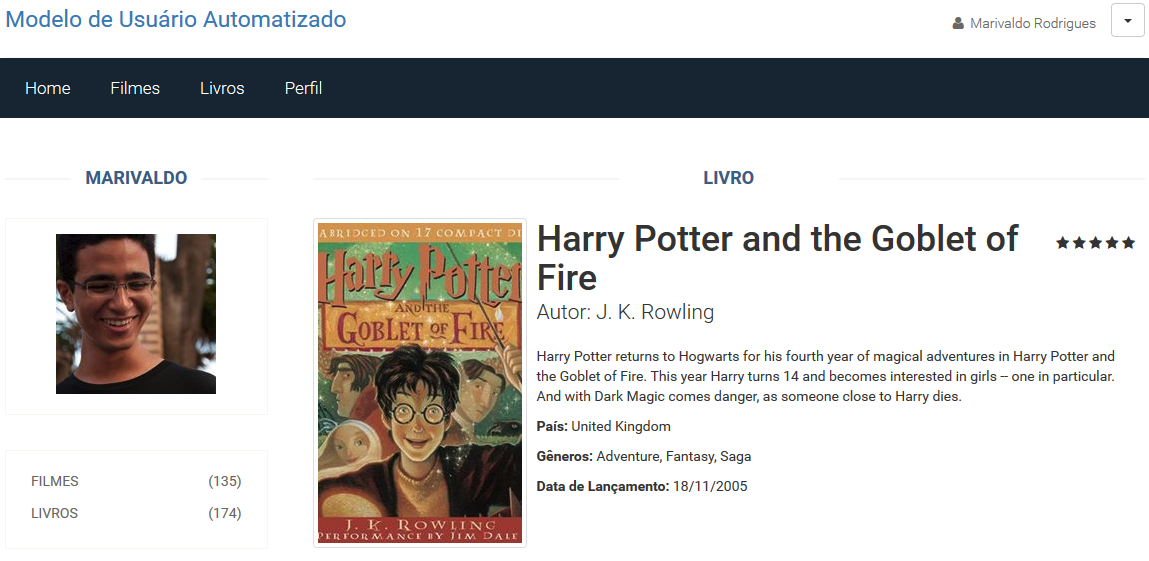 Modelo de Usuário Automatizado
Marivaldo Rodrigues
Home Filmes Livros Perfil
MARIVALDO
LIVRO
FILMES (135)
LIVROS (174)
ABRIDGED ON 17 COMPACT DI
Harry Potter
AND THE
GOBLET OF FIRE
J. K. ROWLING
PERFORMANCE BY JIM DALE
Harry Potter and the Goblet of
Fire
Autor: J. K. Rowling
Harry Potter returns to Hogwarts for his fourth year of magical adventures in Harry Potter and
the Goblet of Fire. This year Harry turns 14 and becomes interested in girls -- one in particular.
And with Dark Magic comes danger, as someone close to Harry dies.
País: United Kingdom
Gêneros: Adventure, Fantasy, Saga
Data de Lançamento: 18/11/2005